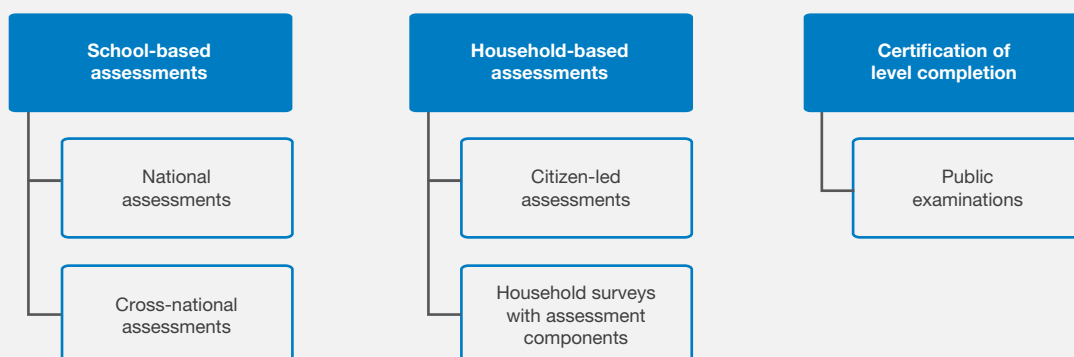 School-based
assessments
National
assessments
Cross-national
assessments
Household-based
assessments
Citizen-led
assessments
Household surveys
with assessment
components
Certification of
level completion
Public
examinations